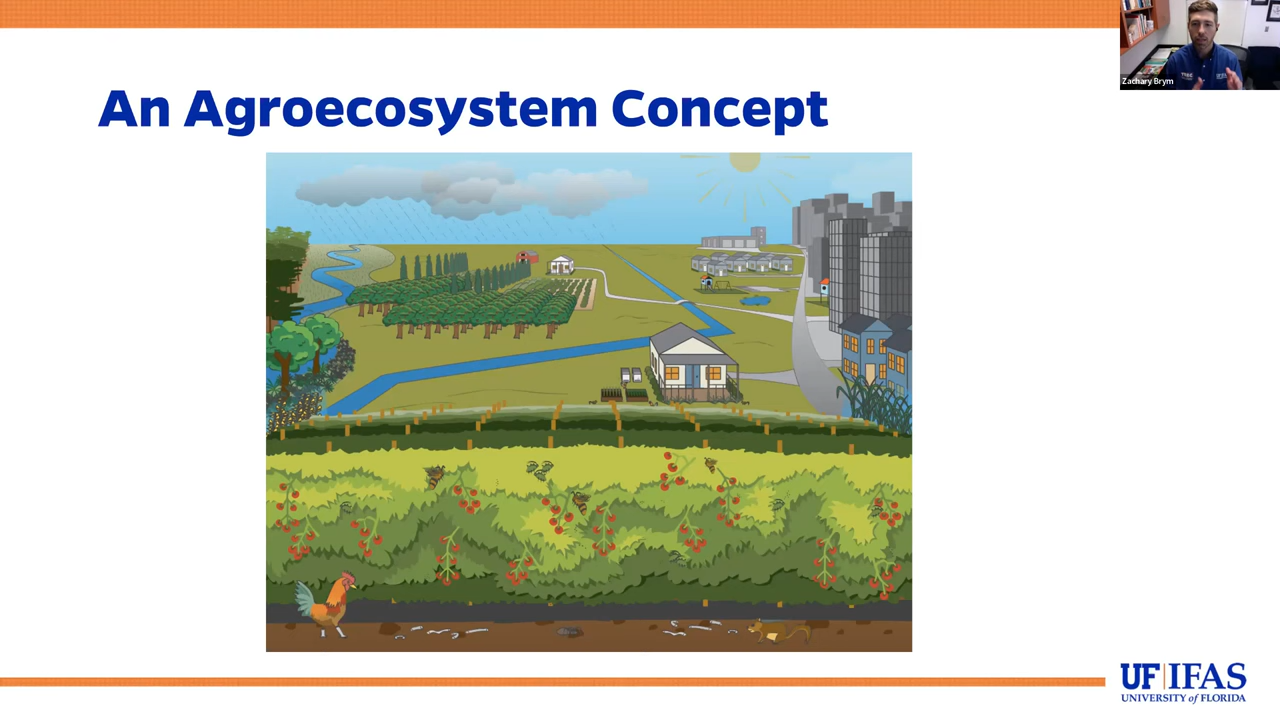 Zachary Brym
An Agroecosystem Concept
UF|IFAS
UNIVERSITY of FLORIDA